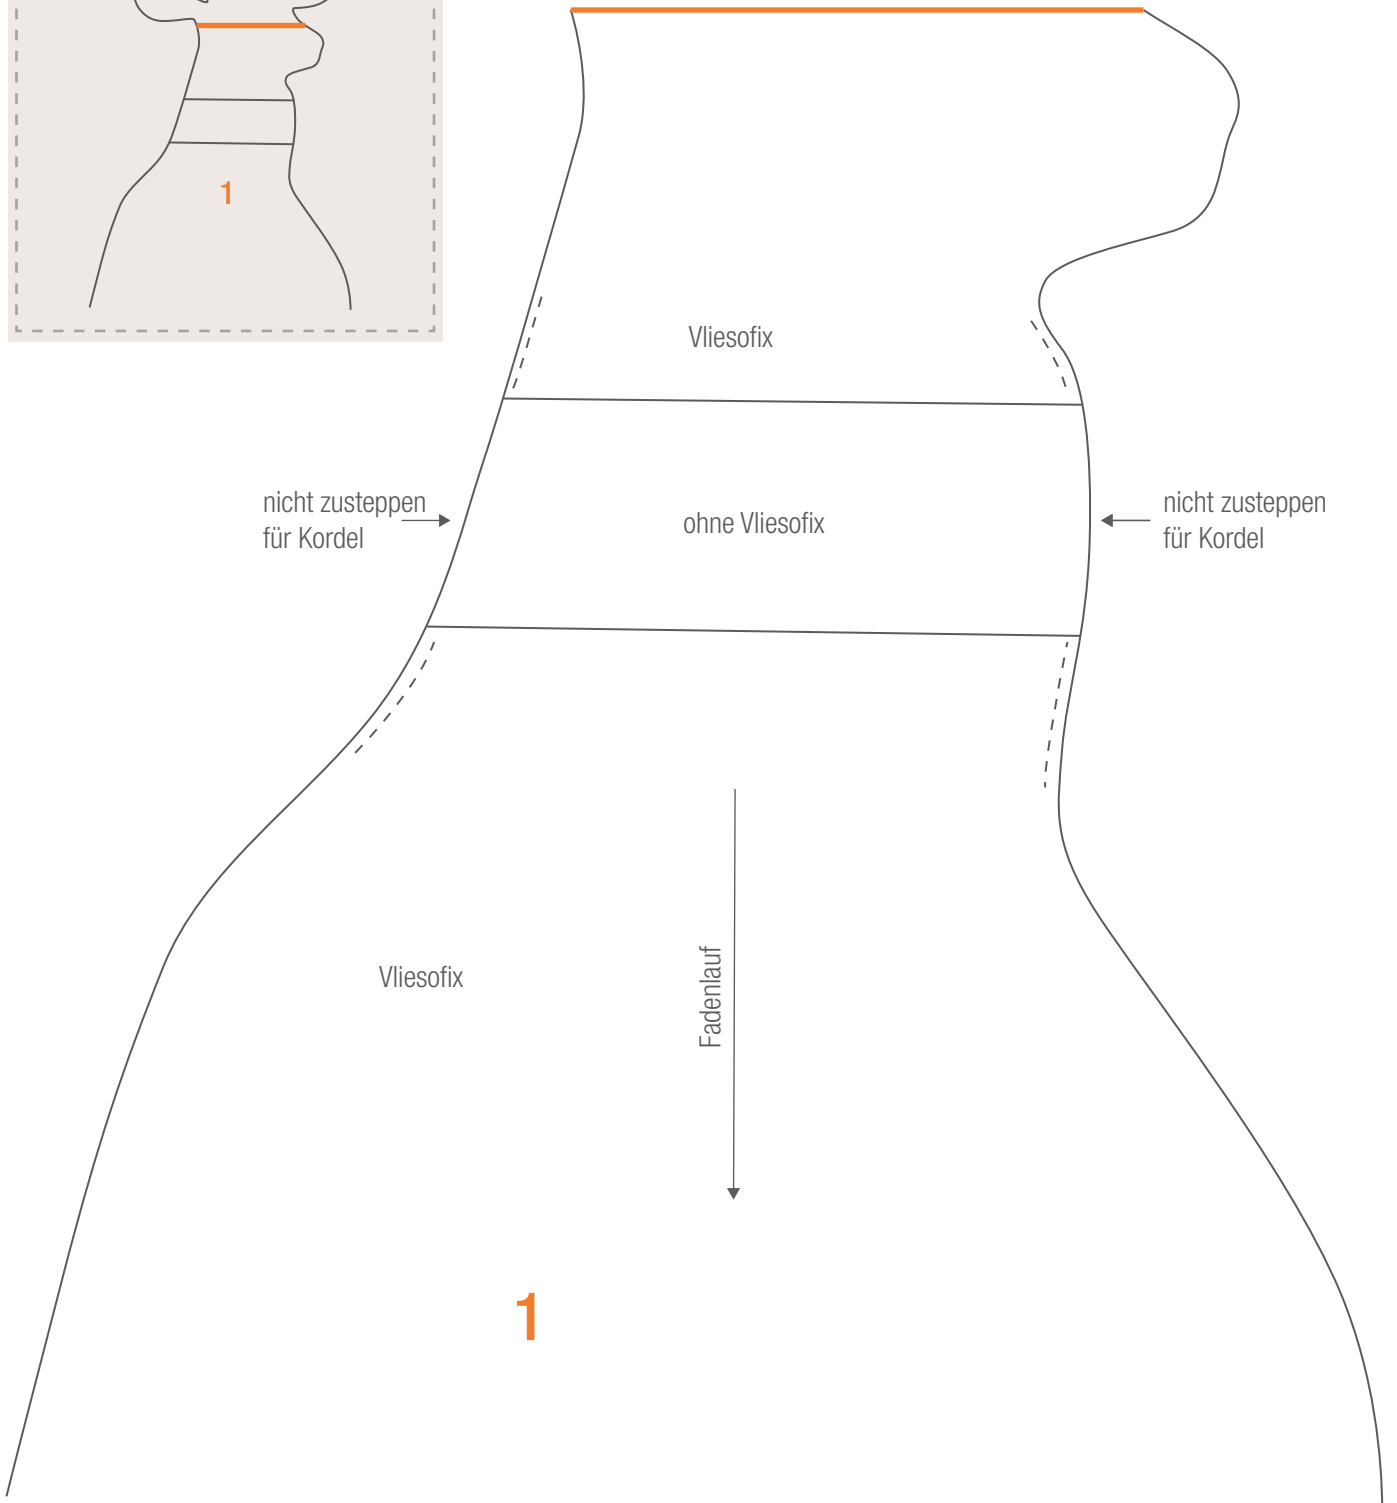 1
Vliesofix
nicht zusteppen
für Kordel
ohne Vliesofix
nicht zusteppen
für Kordel
Vliesofix
Fadenlauf
1